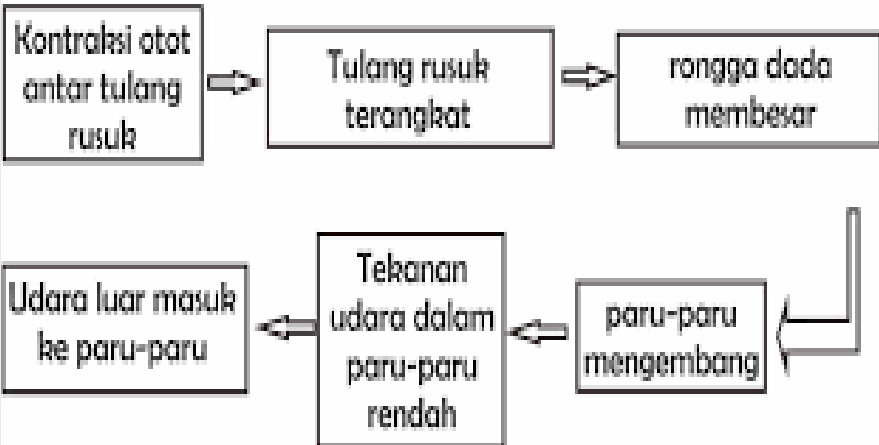 Kontraksi otot
antar tulang
rusuk
Tulang rusuk
terangkat
rongga dada
membesar
paru-paru
mengembang
Tekanan
udara dalam
paru-paru
rendah
Udara luar masuk
ke paru-paru